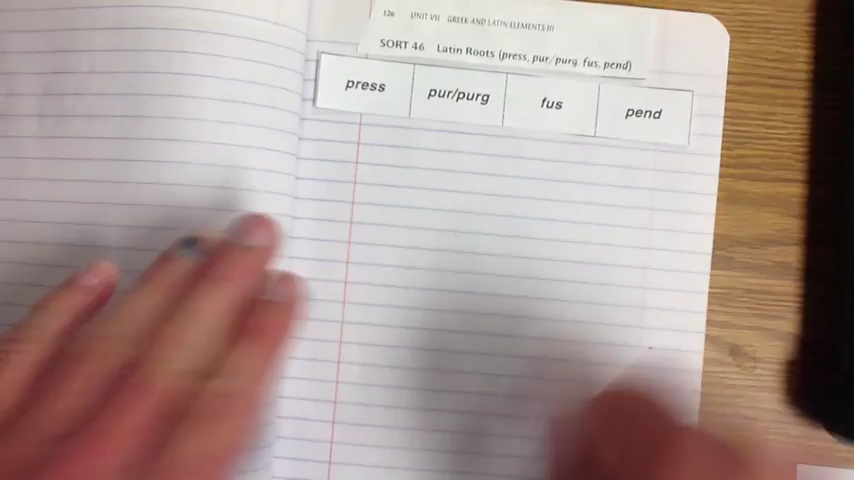 126 UNIT VII GREEK AND LATIN ELEMENTS III
SORT 46 Latin Roots (press, pur/purg, fus, pend)
press pur/purg fus pend